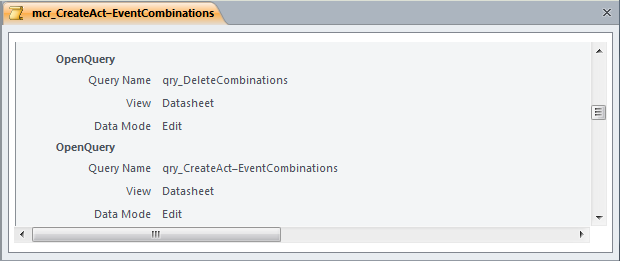 mcr_CreateAct–EventCombinations
OpenQuery
Query Name qry_DeleteCombinations
View Datasheet
Data Mode Edit
OpenQuery
Query Name qry_CreateAct–EventCombinations
View Datasheet
Data Mode Edit